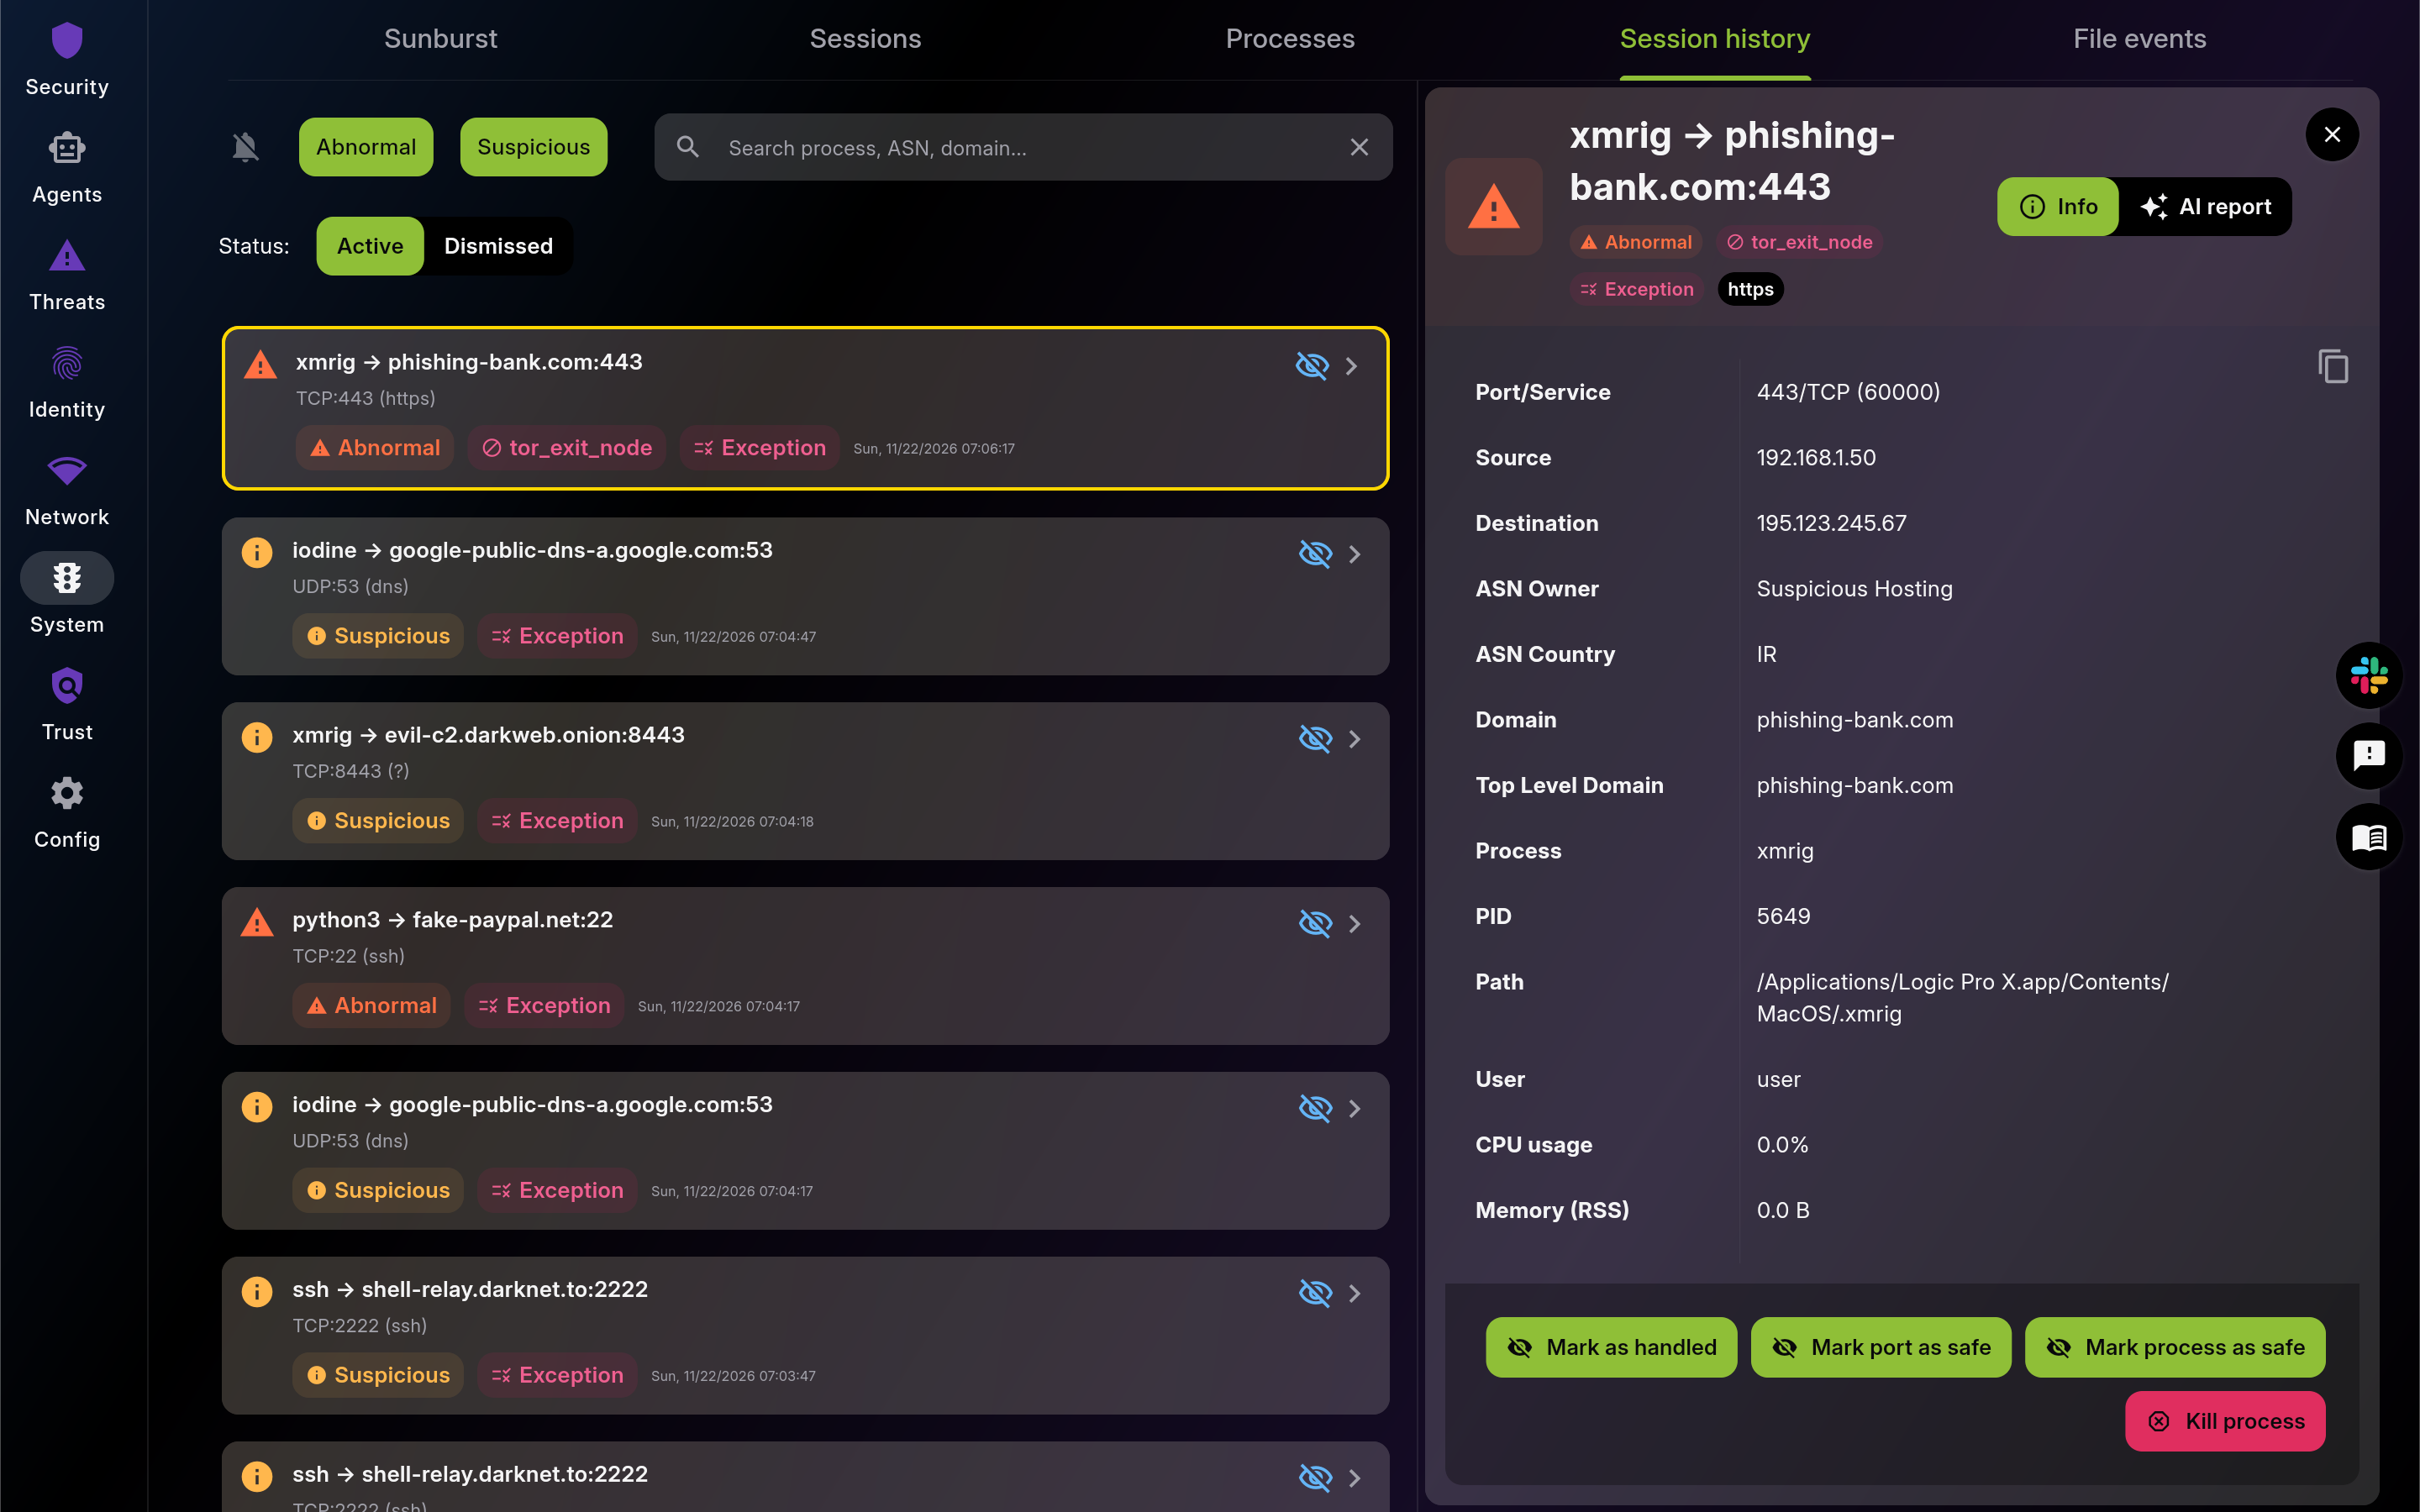 Security
Agents
Threats
Identity
Network
System
Trust
Config
Sunburst
Sessions
Processes
Session history
File events
Abnormal
Suspicious
Search process, ASN, domain...
Status:
Active
Dismissed
xmrig → phishing-bank.com:443
TCP:443 (https)
Abnormal
tor_exit_node
Exception
Sun, 11/22/2026 07:06:17
iodine → google-public-dns-a.google.com:53
UDP:53 (dns)
Suspicious
Exception
Sun, 11/22/2026 07:04:47
xmrig → evil-c2.darkweb.onion:8443
TCP:8443 (?)
Suspicious
Exception
Sun, 11/22/2026 07:04:18
python3 → fake-paypal.net:22
TCP:22 (ssh)
Abnormal
Exception
Sun, 11/22/2026 07:04:17
iodine → google-public-dns-a.google.com:53
UDP:53 (dns)
Suspicious
Exception
Sun, 11/22/2026 07:04:17
ssh → shell-relay.darknet.to:2222
TCP:2222 (ssh)
Suspicious
Exception
Sun, 11/22/2026 07:03:47
ssh → shell-relay.darknet.to:2222
TCP:2222 (ssh)
xmrig → phishing-
bank.com:443
Abnormal
tor_exit_node
Exception
https
Info
AI report
Port/Service 443/TCP (60000)
Source 192.168.1.50
Destination 195.123.245.67
ASN Owner Suspicious Hosting
ASN Country IR
Domain phishing-bank.com
Top Level Domain phishing-bank.com
Process xmrig
PID 5649
Path /Applications/Logic Pro X.app/Contents/
MacOS/.xmrig
User user
CPU usage 0.0%
Memory (RSS) 0.0 B
Mark as handled
Mark port as safe
Mark process as safe
Kill process